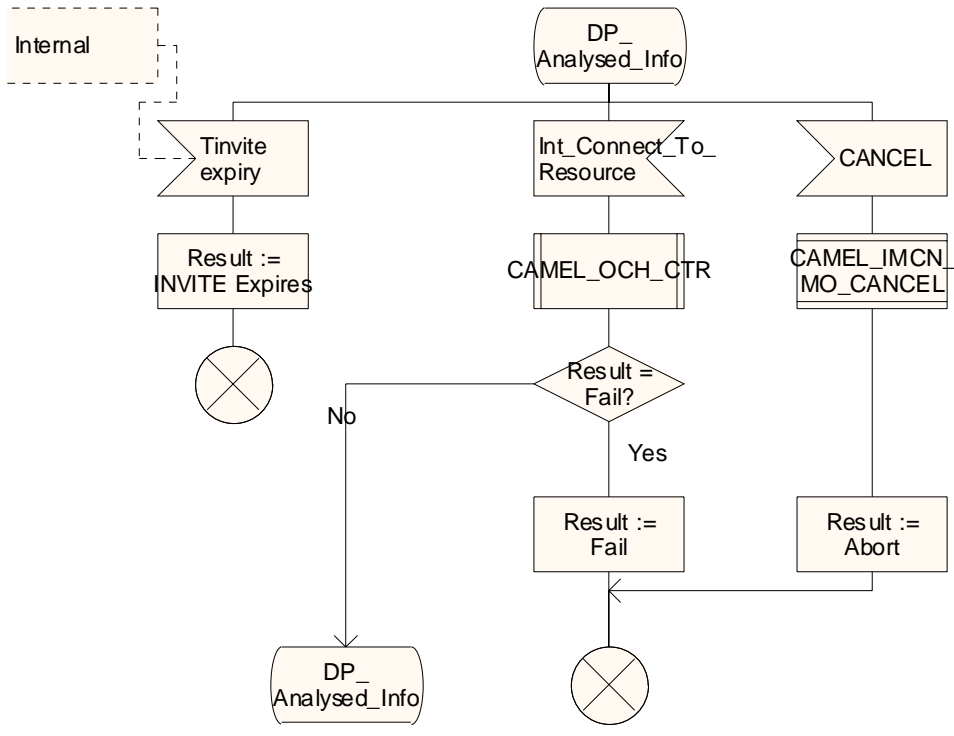 Internal
DP_
Analysed_Info
Tinvite
expiry
Int_Connect_To_
Resource
CANCEL
Result :=
INVITE Expires
CAMEL_OCH_CTR
CAMEL_IMCN_
MO_CANCEL
Result =
Fail?
No
Yes
Result :=
Fail
Result :=
Abort
DP_
Analysed_Info